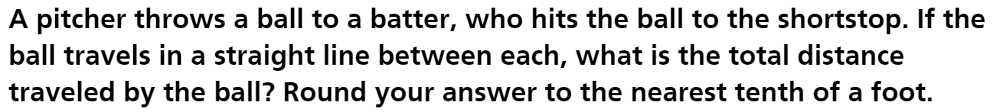 A pitcher throws a ball to a batter, who hits the ball to the shortstop. If the
ball travels in a straight line between each, what is the total distance
traveled by the ball? Round your answer to the nearest tenth of a foot.